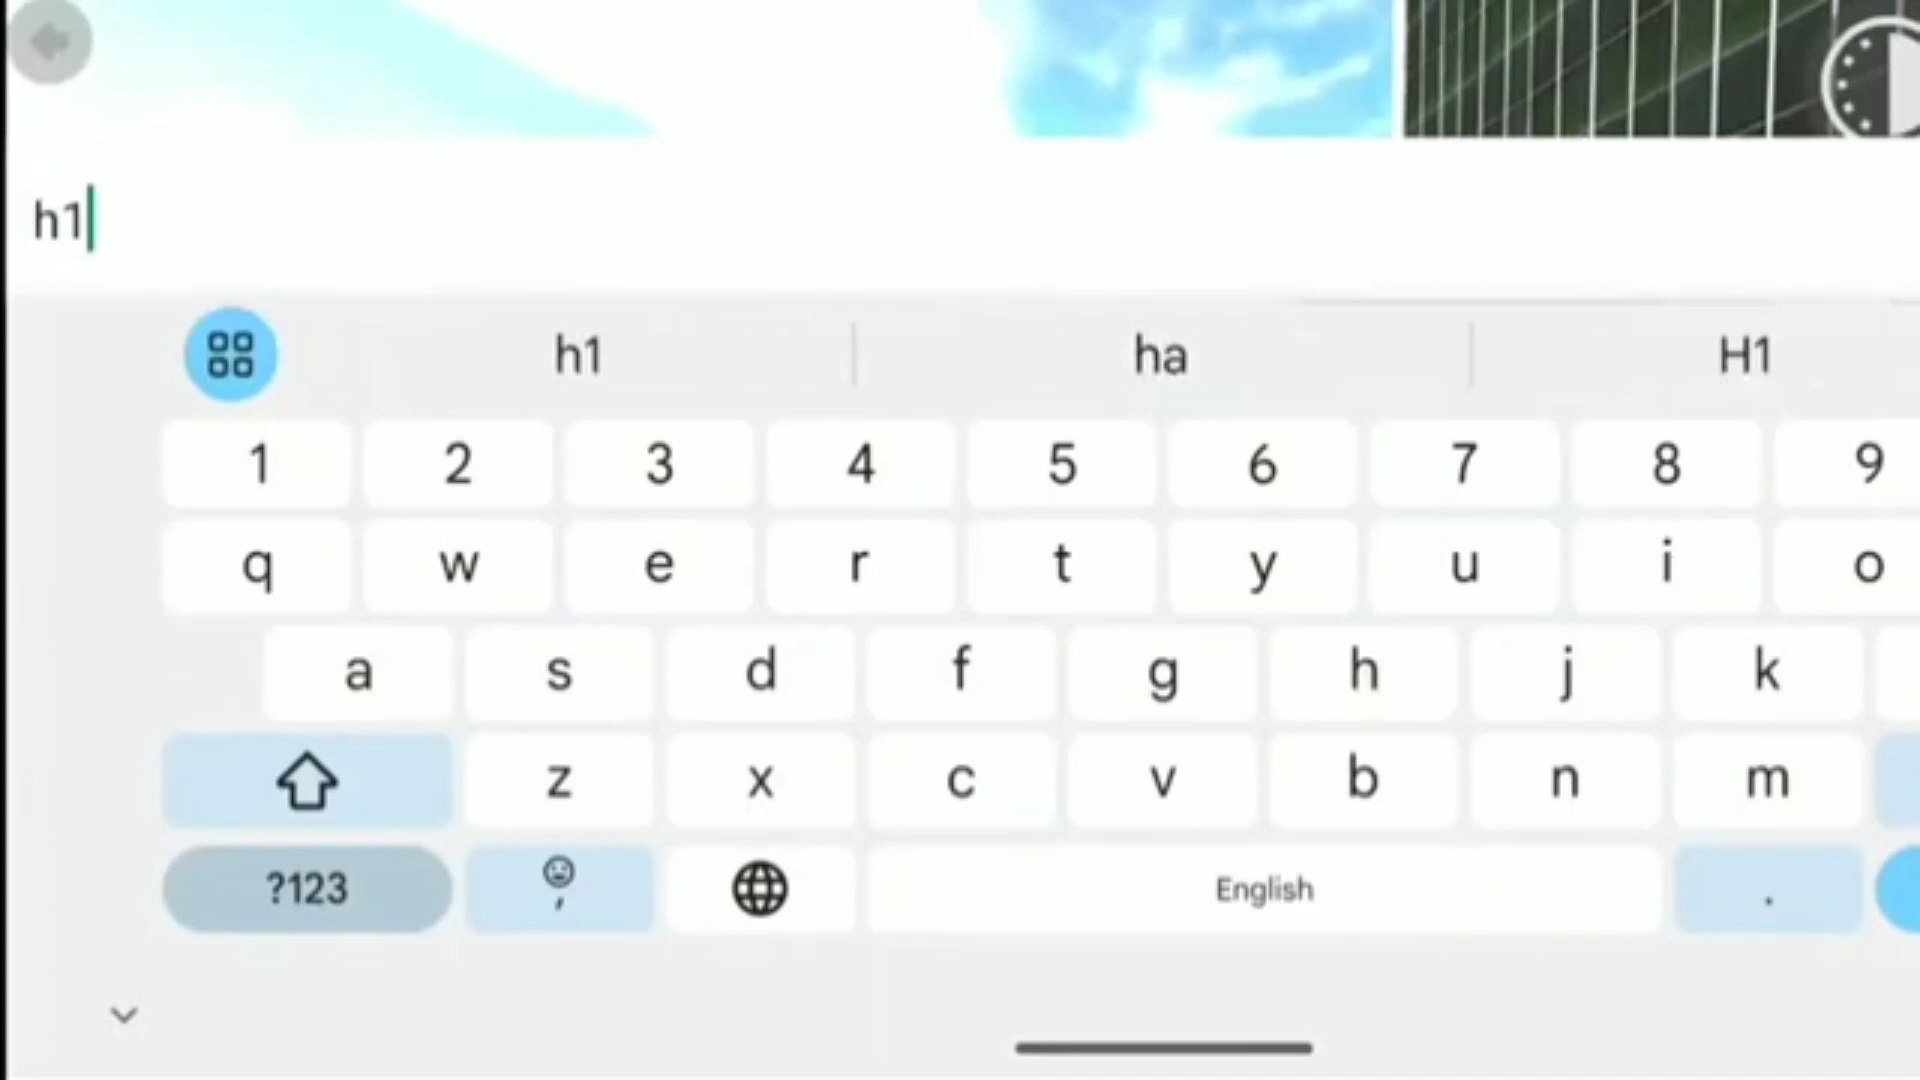 h1
h1 ha H1
1 2 3 4 5 6 7 8 9
q w e r t y u i o
a s d f g h j k
z x c v b n m
?123 , English .